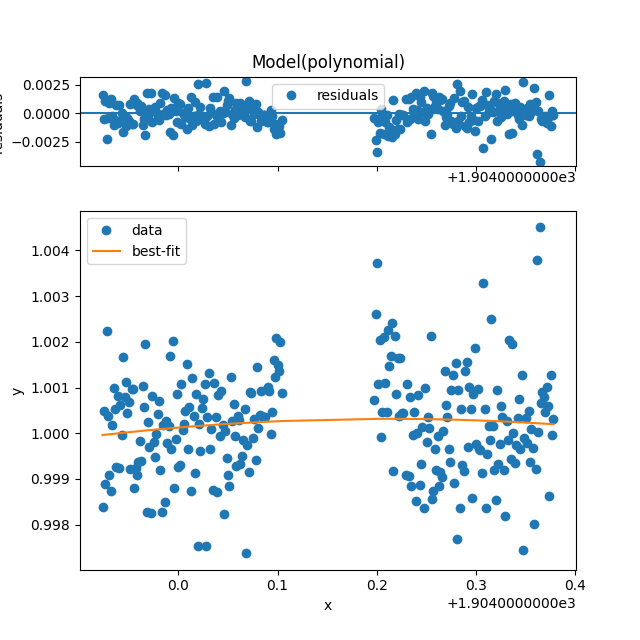 Model(polynomial)
0.0025
0.0000
−0.0025
residuals
+1.9040000000e3
1.004
1.003
1.002
1.001
1.000
0.999
0.998
y
data
best-fit
0.0
0.1
0.2
0.3
0.4
x
+1.9040000000e3